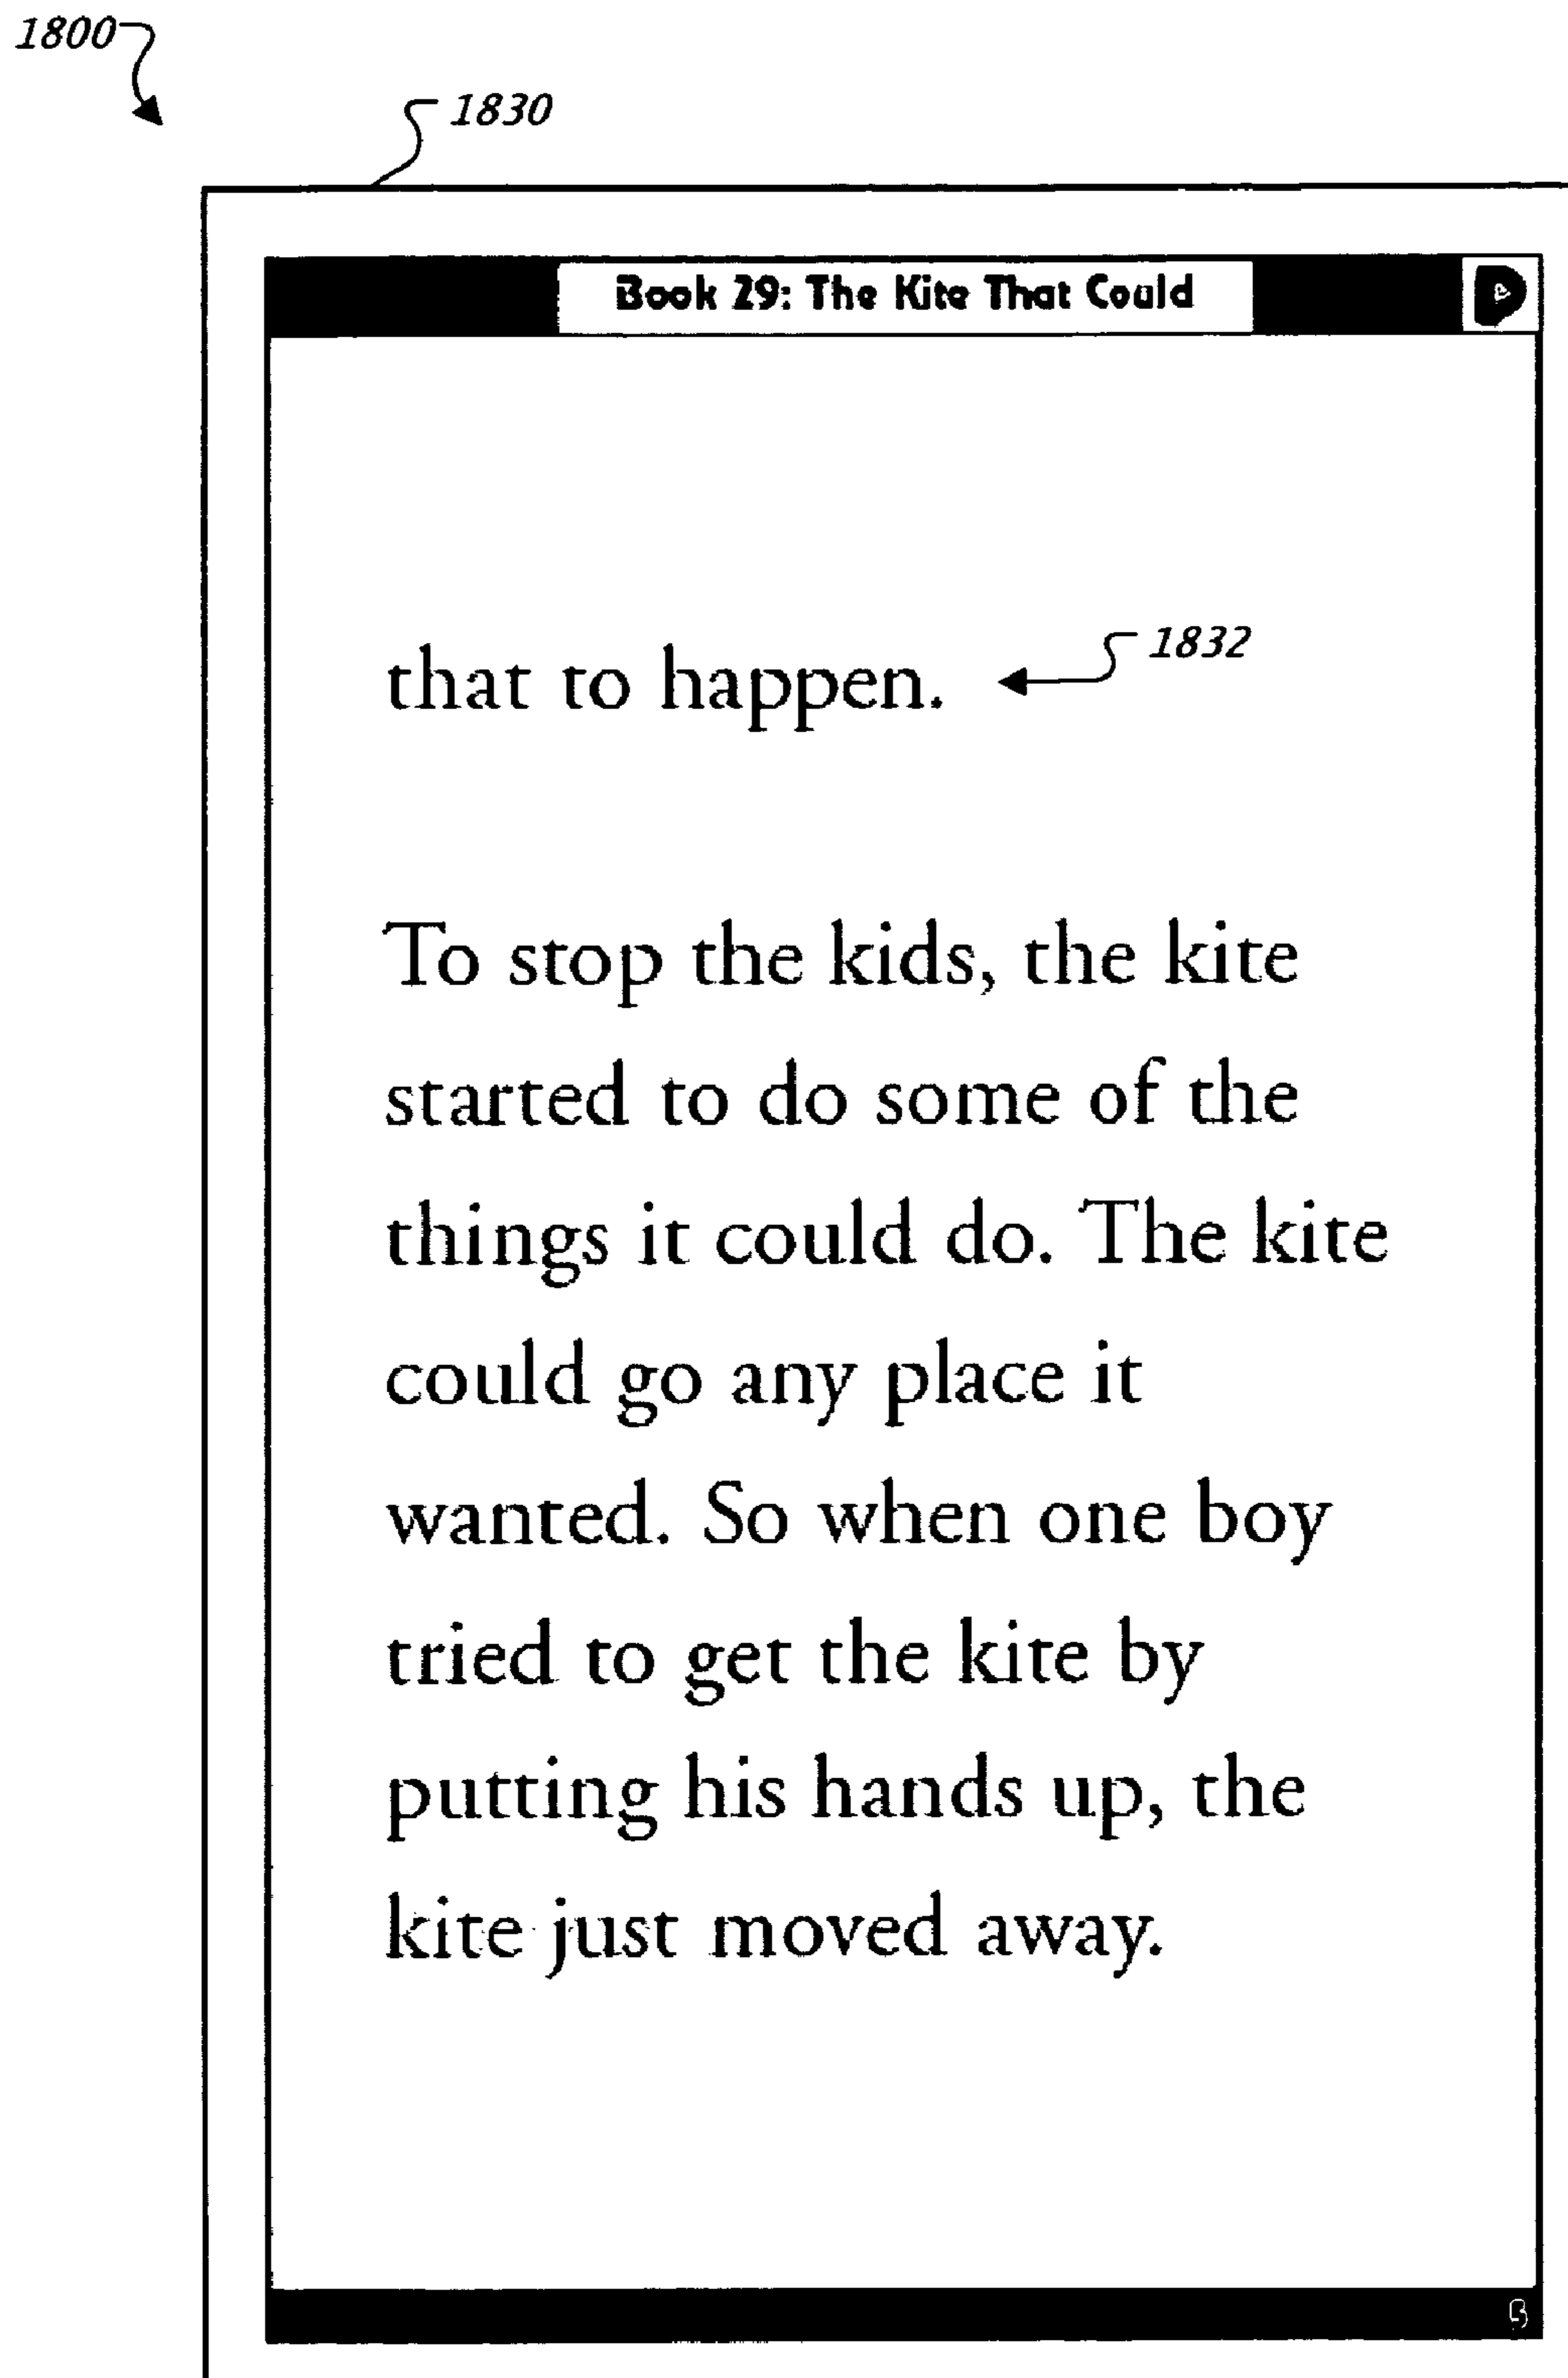 1800
1830
Book 29: The Kite That Could
that to happen.
1832
To stop the kids, the kite
started to do some of the
things it could do. The kite
could go any place it
wanted. So when one boy
tried to get the kite by
putting his hands up, the
kite just moved away.